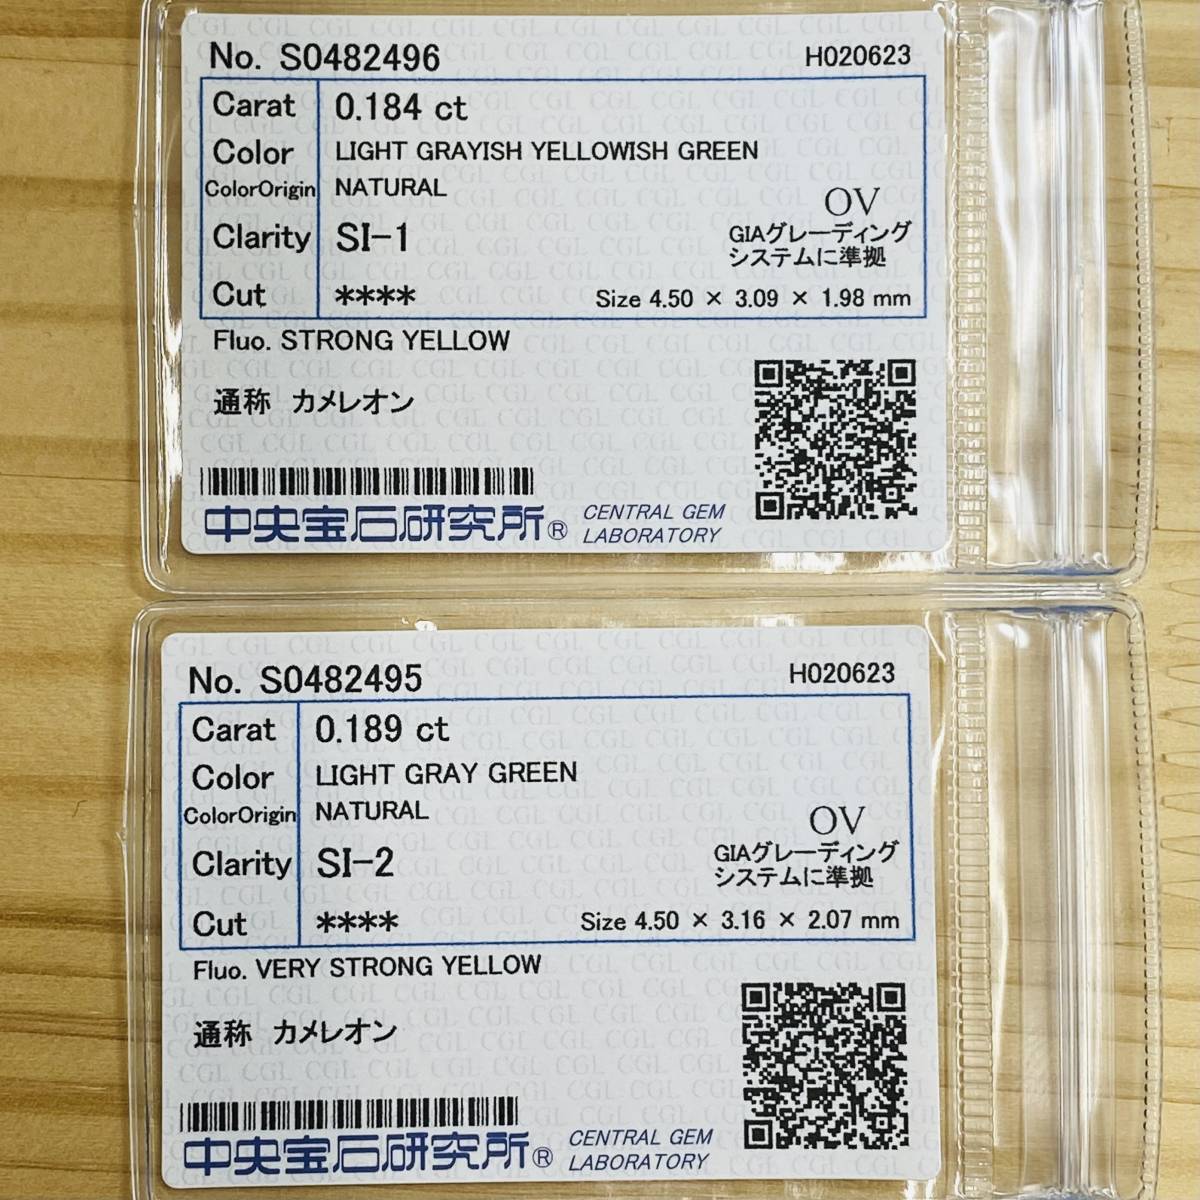 No. S0482496 H020623
Carat 0.184 ct
Color LIGHT GRAYISH YELLOWISH GREEN
ColorOrigin NATURAL
OV
Clarity SI-1
GIAグレーディング
システムに準拠
Cut **** Size 4.50 × 3.09 × 1.98 mm
Fluo. STRONG YELLOW
通称 カメレオン
中央宝石研究所® CENTRAL GEM
LABORATORY
No. S0482495 H020623
Carat 0.189 ct
Color LIGHT GRAY GREEN
ColorOrigin NATURAL
OV
Clarity SI-2
GIAグレーディング
システムに準拠
Cut **** Size 4.50 × 3.16 × 2.07 mm
Fluo. VERY STRONG YELLOW
通称 カメレオン
中央宝石研究所® CENTRAL GEM
LABORATORY